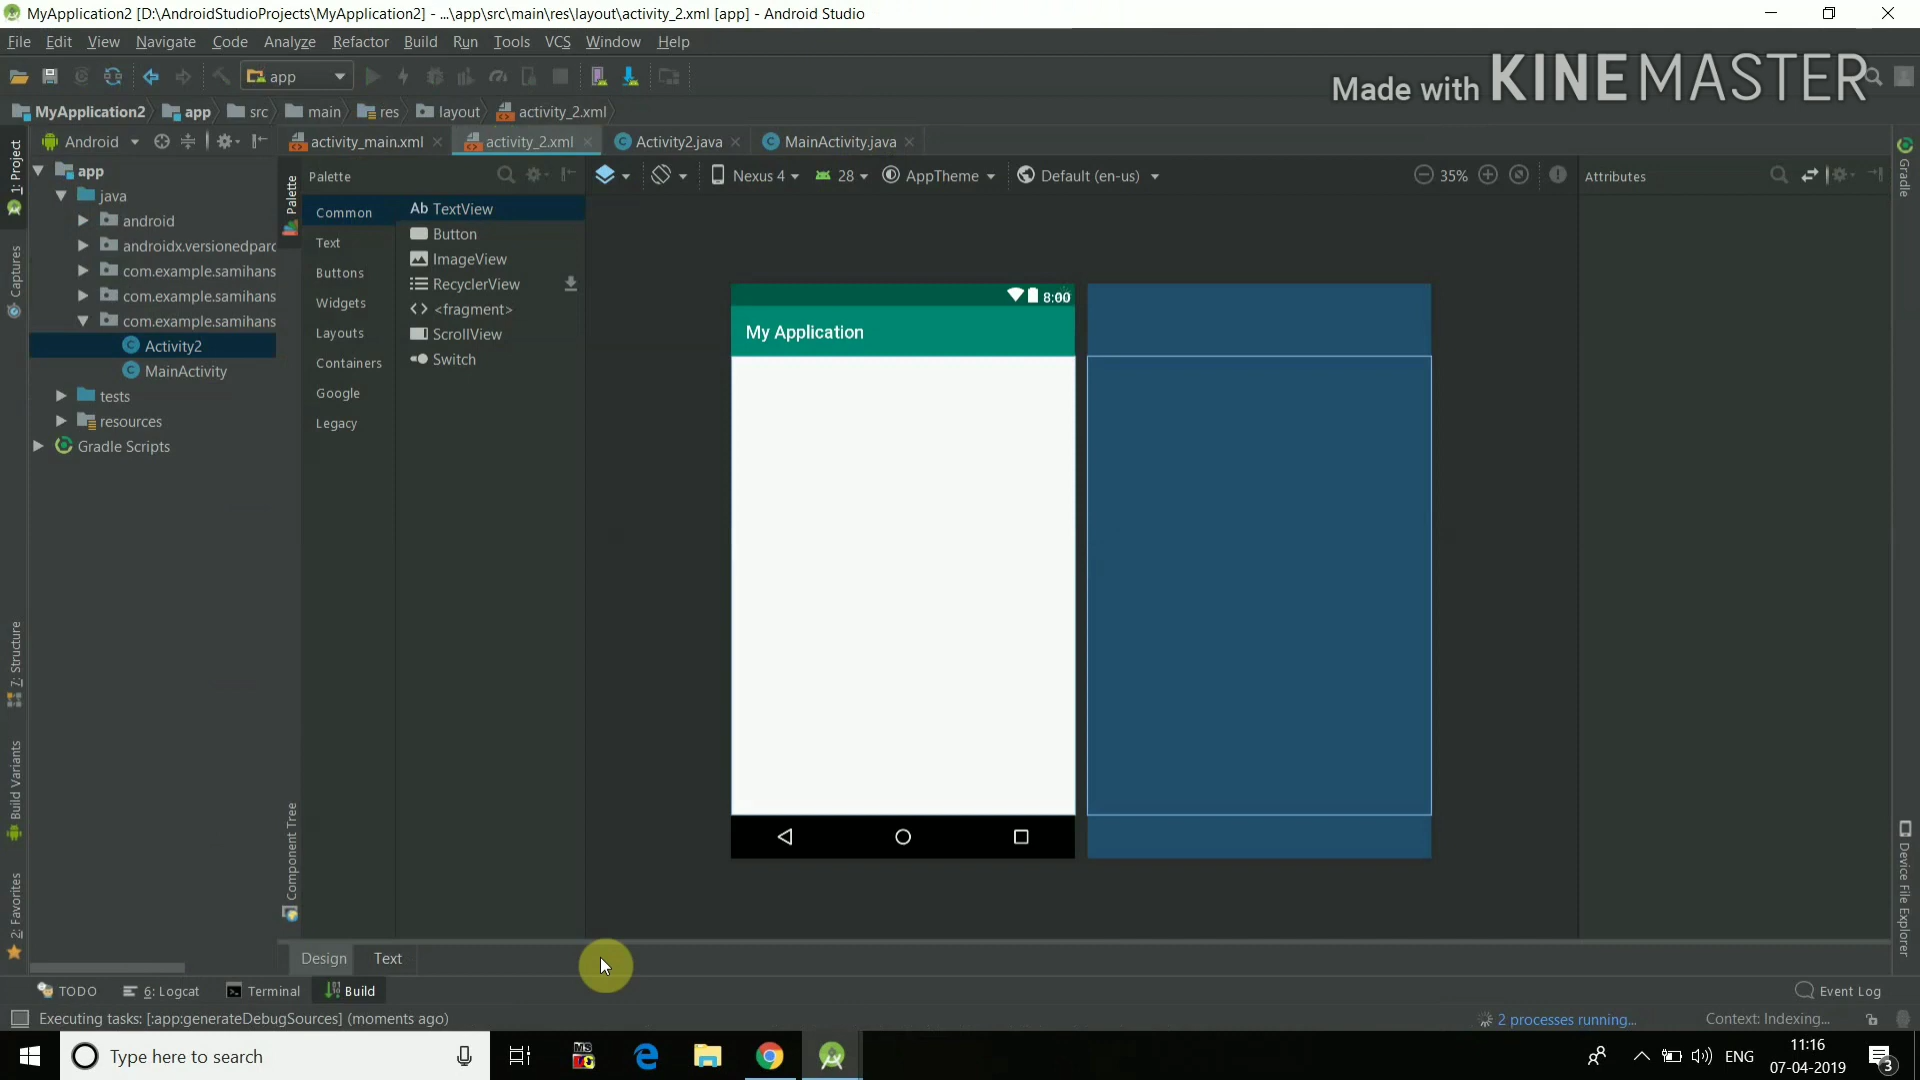 MyApplication2 [D:\AndroidStudioProjects\MyApplication2] - ...\app\src\main\res\layout\activity_2.xml [app] - Android Studio
File Edit View Navigate Code Analyze Refactor Build Run Tools VCS Window Help
app
Made with KINEMASTER
MyApplication2 app src main res layout activity_2.xml
Android activity_main.xml activity_2.xml Activity2.java MainActivity.java
1: Project
Captures
7: Structure
Build Variants
2: Favorites
app
java
android
androidx.versionedparc
com.example.samihans
com.example.samihans
com.example.samihans
Activity2
MainActivity
tests
resources
Gradle Scripts
Palette
Component Tree
Palette
Common
Text
Buttons
Widgets
Layouts
Containers
Google
Legacy
Ab TextView
Button
ImageView
RecyclerView
<fragment>
ScrollView
Switch
Nexus 4 28 AppTheme Default (en-us) 35%
Attributes
8:00
My Application
Gradle
Device File Explorer
Design Text
TODO 6: Logcat Terminal Build Event Log
Executing tasks: [:app:generateDebugSources] (moments ago) 2 processes running... Context: Indexing...
Type here to search
ENG
11:16
07-04-2019
3